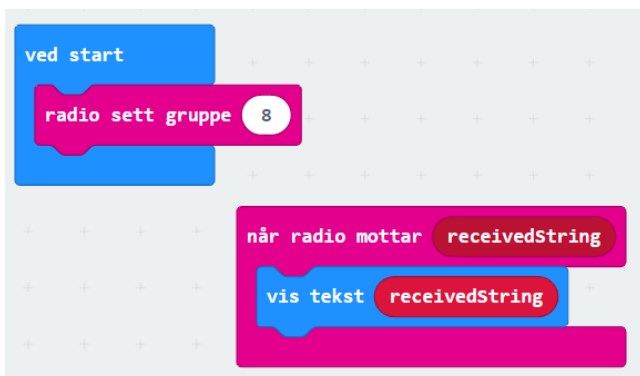 ved start
radio sett gruppe 8
når radio mottar receivedString
vis tekst receivedString